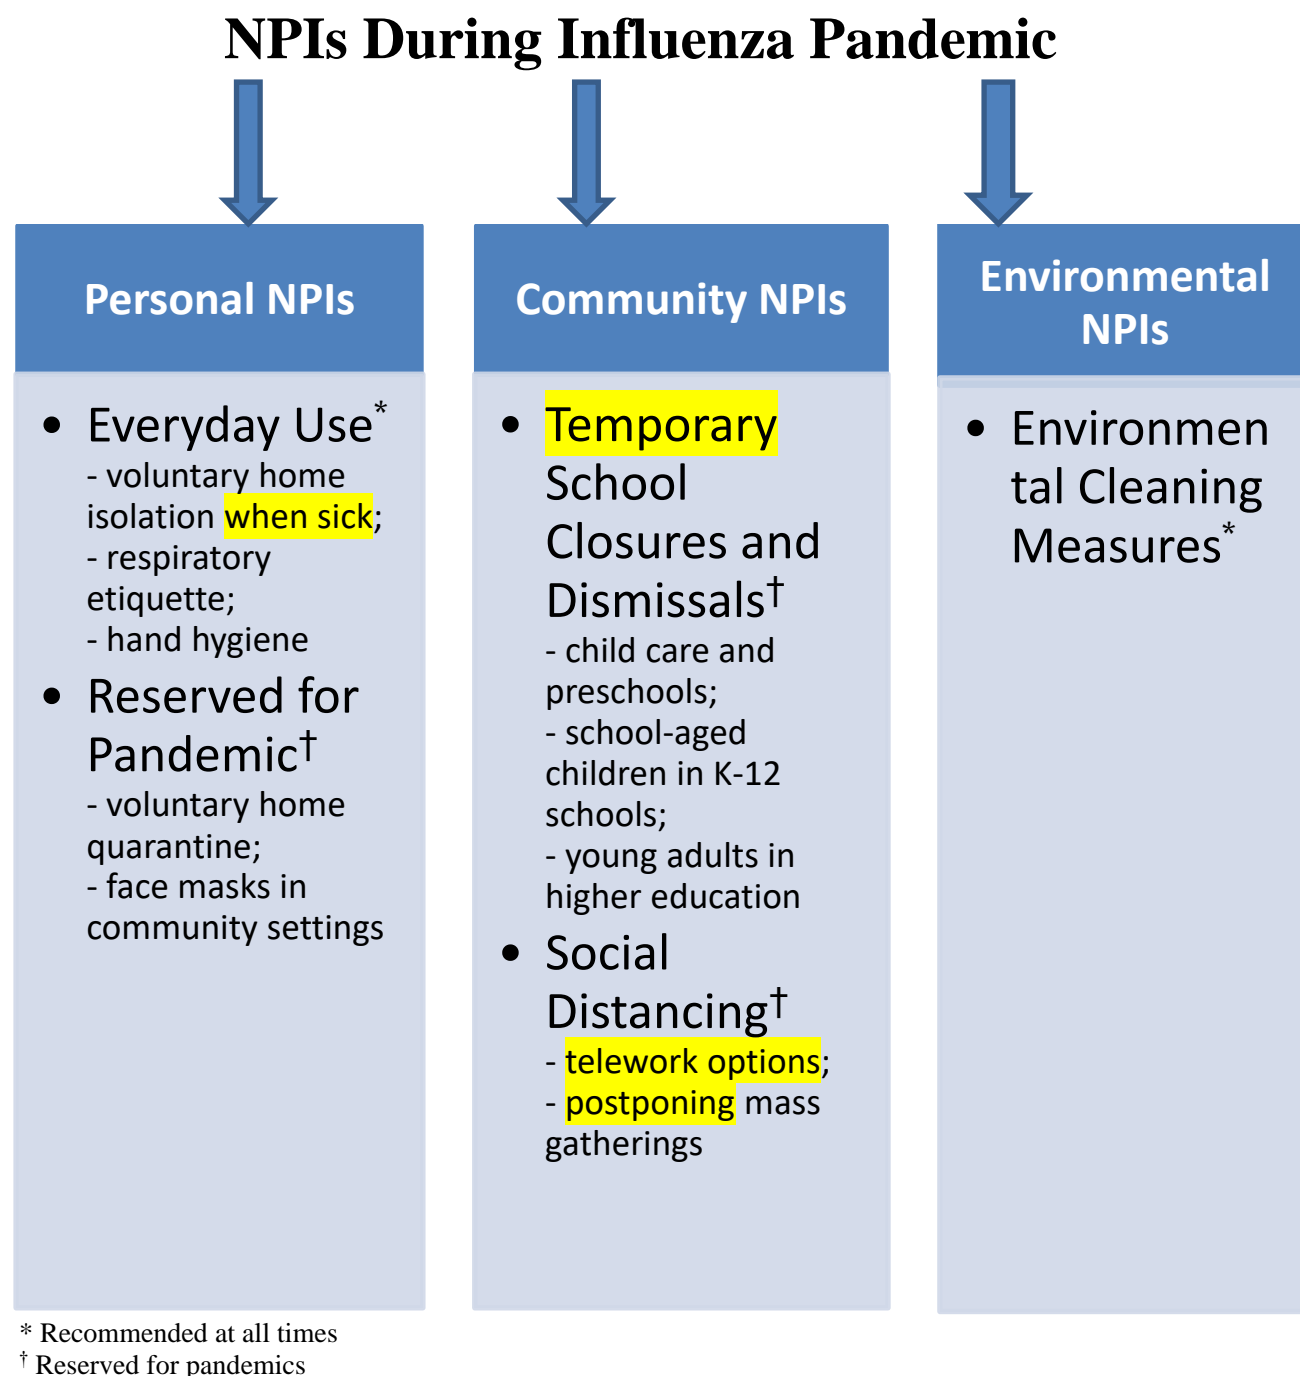 NPIs During Influenza Pandemic
Personal NPIs
• Everyday Use*
- voluntary home
isolation when sick;
- respiratory
etiquette;
- hand hygiene
• Reserved for
Pandemic†
- voluntary home
quarantine;
- face masks in
community settings
Community NPIs
• Temporary
School
Closures and
Dismissals†
- child care and
preschools;
- school-aged
children in K-12
schools;
- young adults in
higher education
• Social
Distancing†
- telework options;
- postponing mass
gatherings
Environmental
NPIs
• Environmen
tal Cleaning
Measures*
* Recommended at all times
† Reserved for pandemics